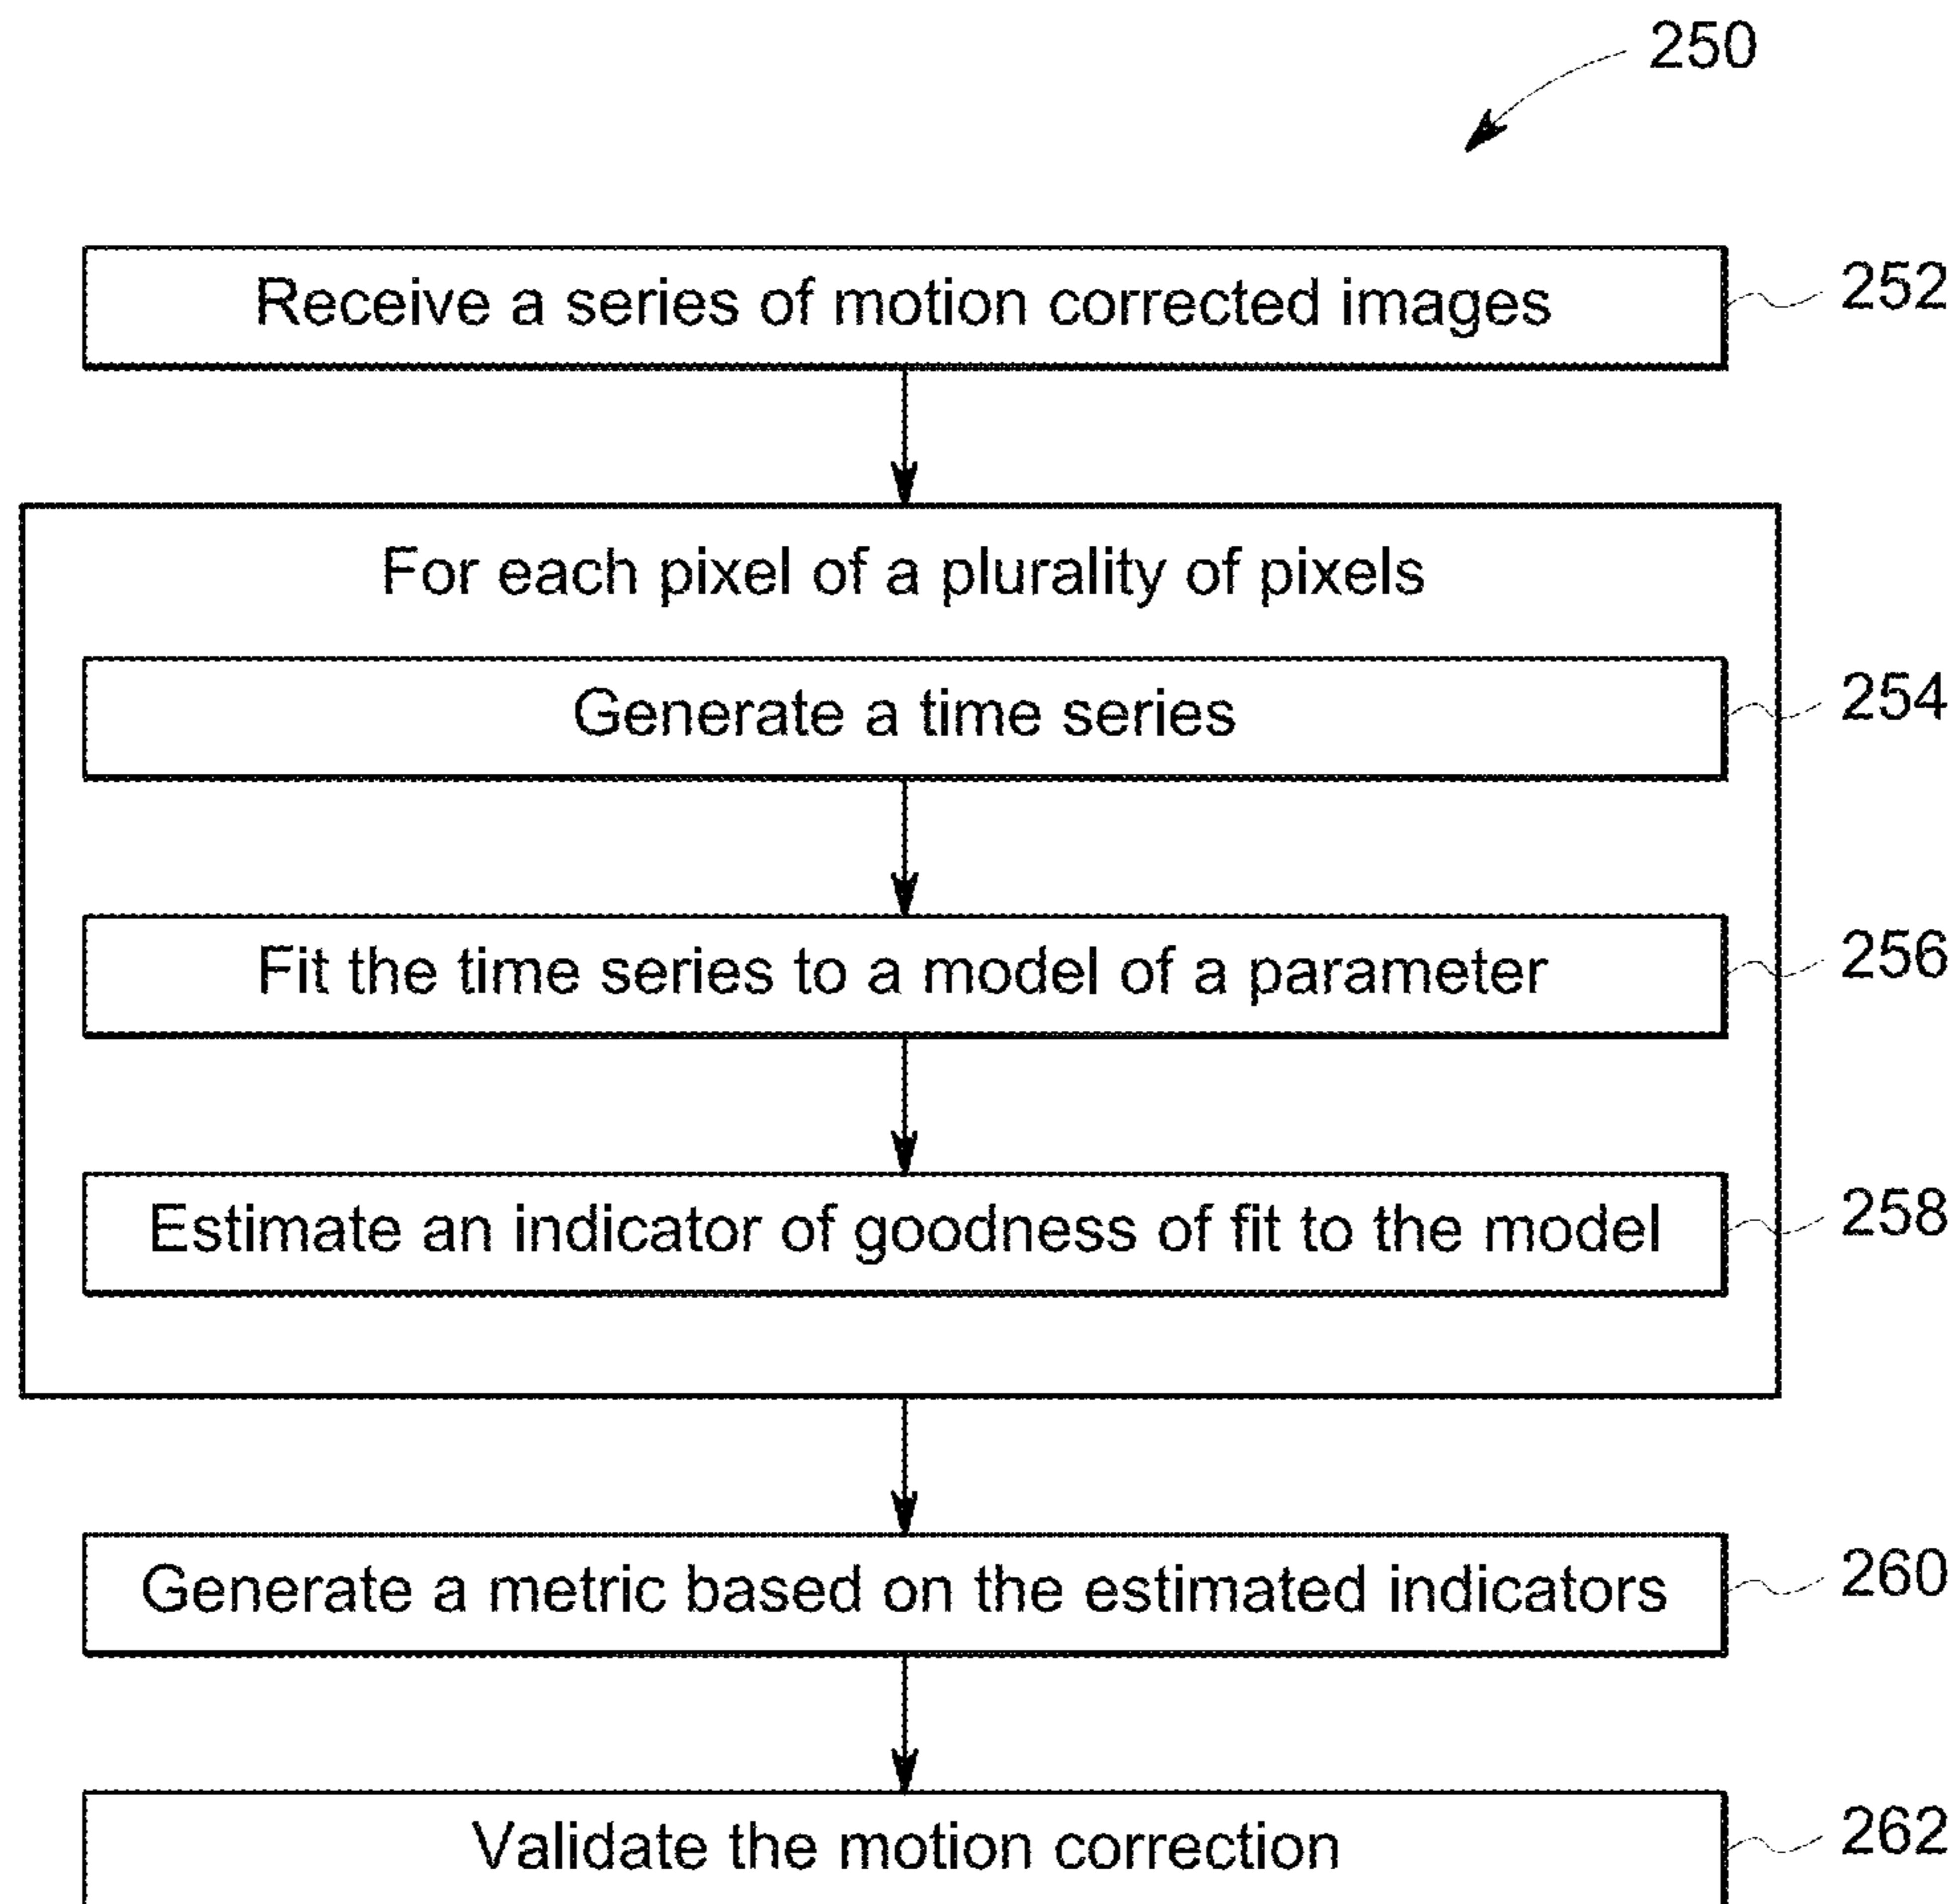 250
Receive a series of motion corrected images
252
For each pixel of a plurality of pixels
Generate a time series
254
Fit the time series to a model of a parameter
256
Estimate an indicator of goodness of fit to the model
258
Generate a metric based on the estimated indicators
260
Validate the motion correction
262